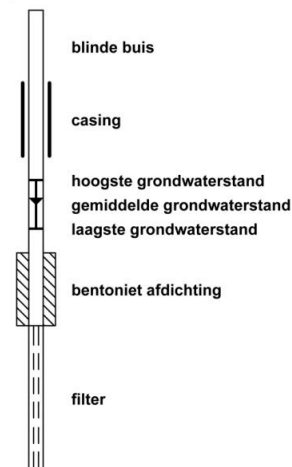 blinde buis
casing
hoogste grondwaterstand
gemiddelde grondwaterstand
laagste grondwaterstand
bentoniet afdichting
filter